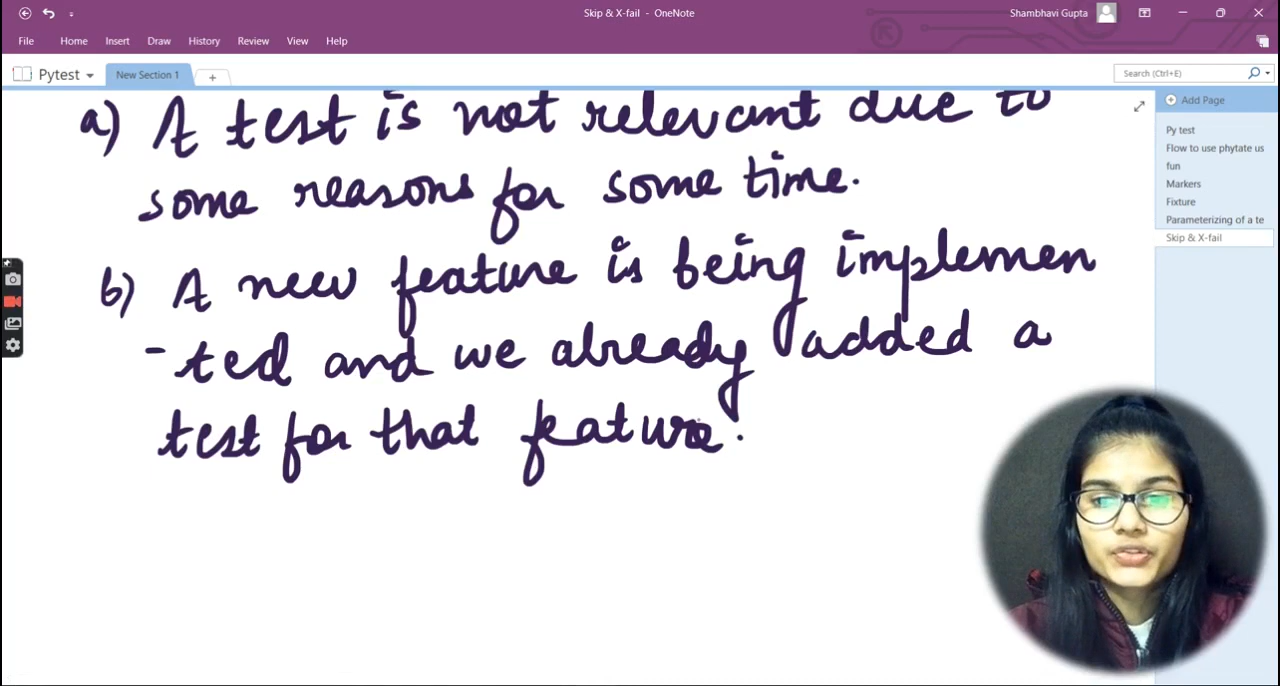 Skip & X-fail - OneNote
Shambhavi Gupta
File Home Insert Draw History Review View Help
Pytest
New Section 1
+
Search (Ctrl+E)
Add Page
Py test
Flow to use phytate us
fun
Markers
Fixture
Parameterizing of a te
Skip & X-fail
a) A test is not relevant due to
some reasons for some time.
b) A new feature is being implemen
-ted and we already added a
test for that feature.